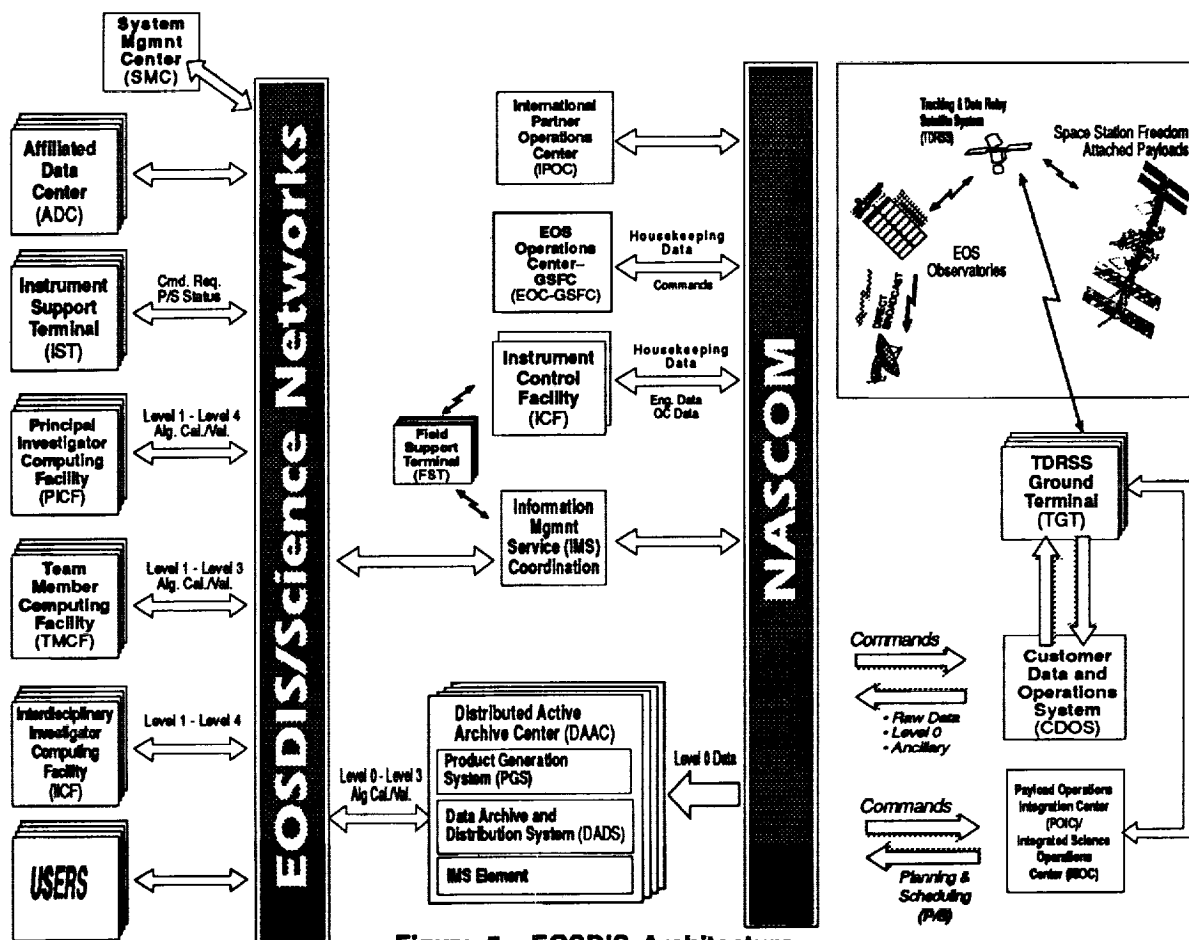 System
Mgmnt
Center
(SMC)
Affiliated
Data
Center
(ADC)
Instrument
Support
Terminal
(IST)
Cmd. Req.
P/S Status
Principal
Investigator
Computing
Facility
(PICF)
Level 1 - Level 4
Alg. Cal./Val.
Team
Member
Computing
Facility
(TMCF)
Level 1 - Level 3
Alg. Cal./Val.
Interdisciplinary
Investigator
Computing
Facility
(IICF)
Level 1 - Level 4
USERS
EOSDIS/Science Networks
International
Partner
Operations
Center
(IPOC)
EOS
Operations
Center--
GSFC
(EOC-GSFC)
Housekeeping
Data
Commands
Instrument
Control
Facility
(ICF)
Housekeeping
Data
Eng. Data
OC Data
Field
Support
Terminal
(FST)
Information
Mgmnt
Service (IMS)
Coordination
Distributed Active
Archive Center (DAAC)
Product Generation
System (PGS)
Data Archive and
Distribution System (DADS)
IMS Element
Level 0 - Level 3
Alg Cal./Val.
Level 0 Data
NASCOM
Tracking & Data Relay
Satellite System
(TDRSS)
Space Station Freedom
Attached Payloads
EOS
Observatories
DIRECT
BROADCAST
TDRSS
Ground
Terminal
(TGT)
Commands
• Raw Data
• Level 0
• Ancillary
Customer
Data and
Operations
System
(CDOS)
Commands
Planning &
Scheduling
Payload Operations
Integration Center
(POIC)/
Integrated Science
Operations
Center
Figure 5. EOSDIS Architecture